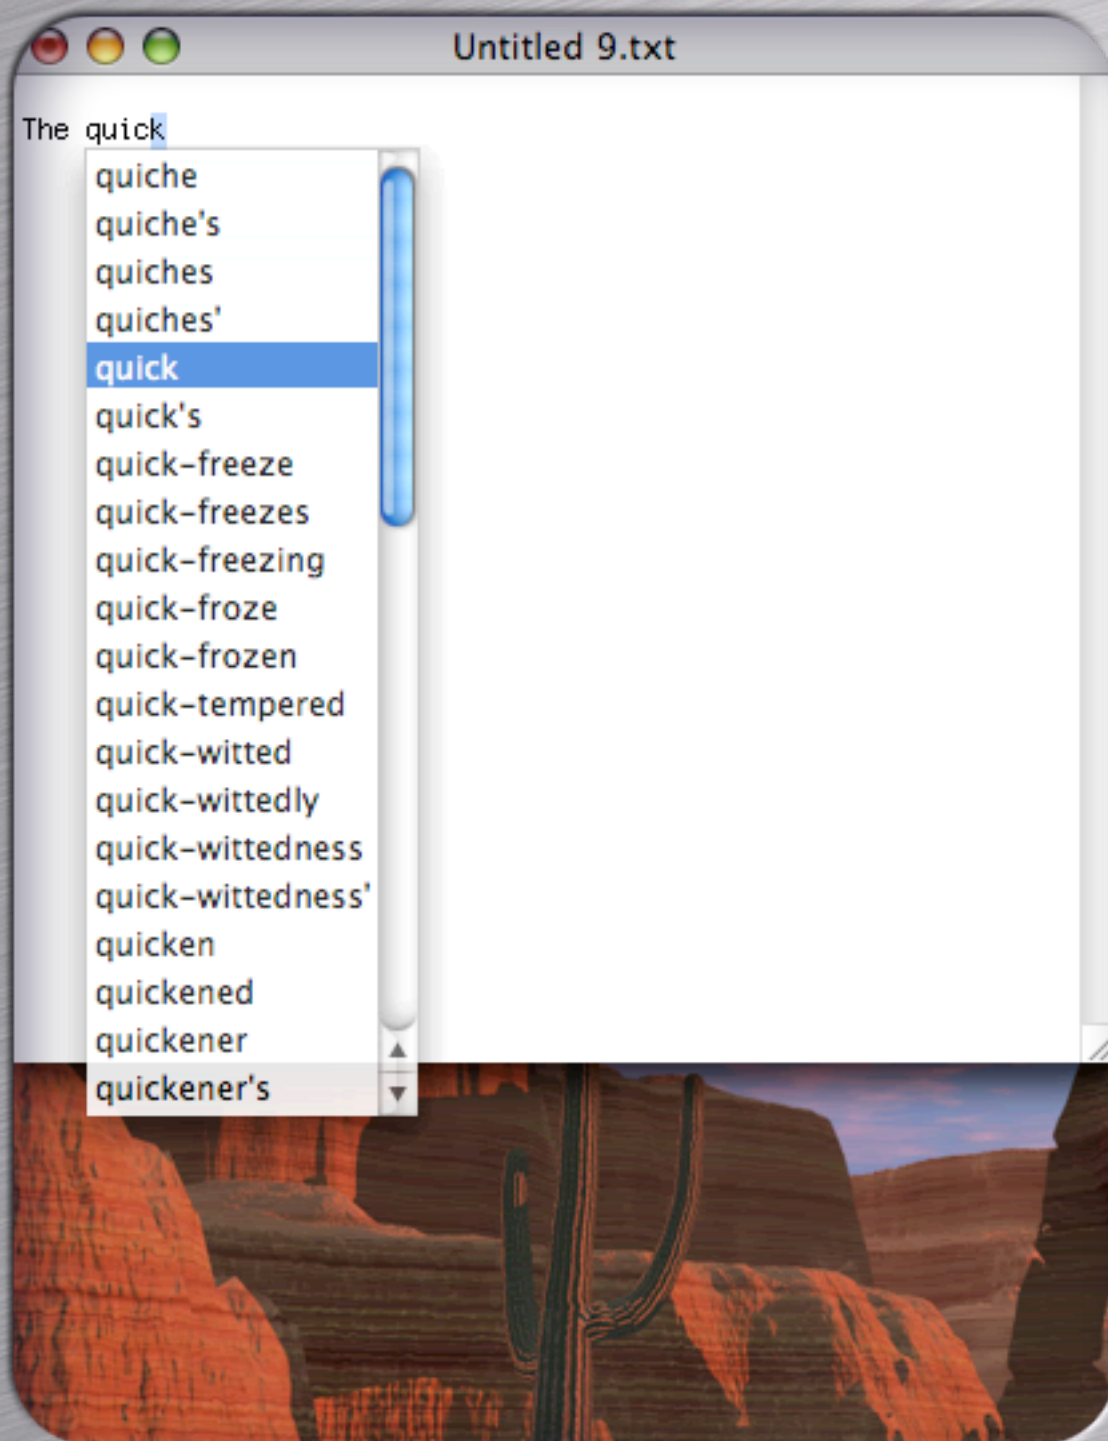 Untitled 9.txt
The quick
quiche
quiche's
quiches
quiches'
quick
quick's
quick-freeze
quick-freezes
quick-freezing
quick-froze
quick-frozen
quick-tempered
quick-witted
quick-wittedly
quick-wittedness
quick-wittedness'
quicken
quickened
quickener
quickener's